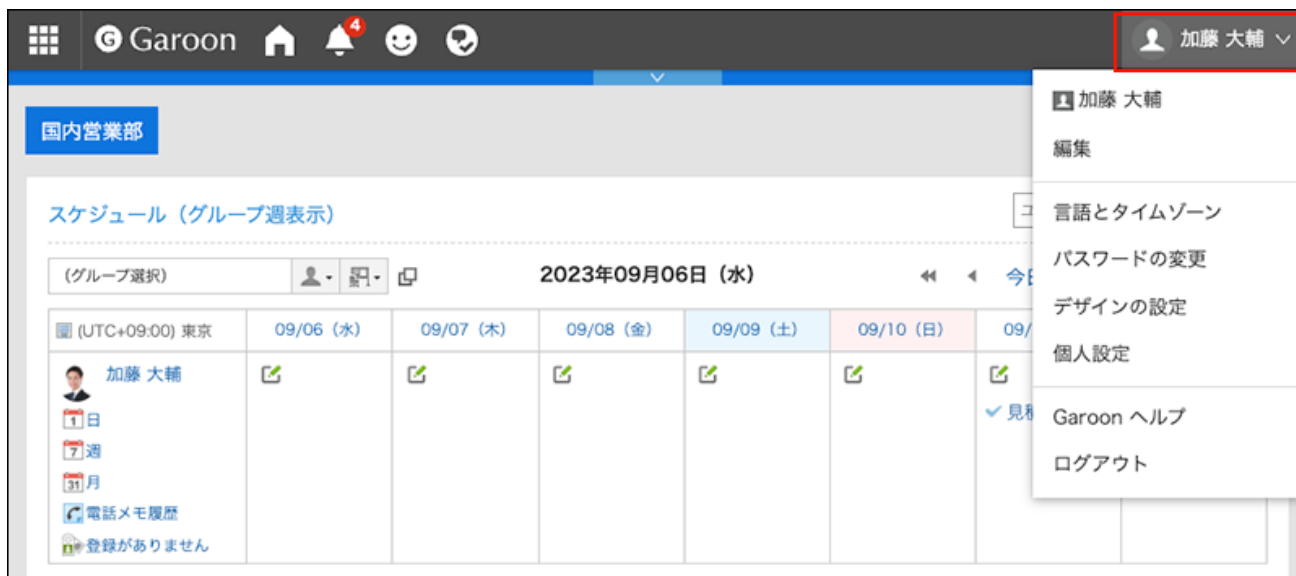 Garoon
4
加藤 大輔
加藤 大輔
編集
言語とタイムゾーン
パスワードの変更
デザインの設定
個人設定
Garoon ヘルプ
ログアウト
国内営業部
スケジュール（グループ週表示）
(グループ選択)
2023年09月06日（水）
今
(UTC+09:00) 東京
09/06（水）
09/07（木）
09/08（金）
09/09（土）
09/10（日）
09/
加藤 大輔
見
1 日
7 週
31 月
電話メモ履歴
登録がありません